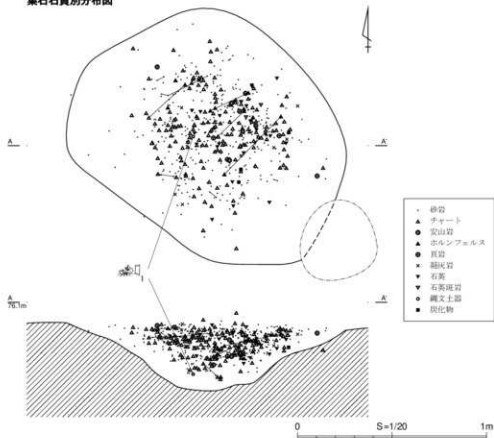 集石石質別分布図
A
A'
1
A
76.1m
A'
砂岩
チャート
安山岩
ホルンフェルス
頁岩
凝灰岩
石英
石英斑岩
縄文土器
炭化物
0 S=1/20 1m